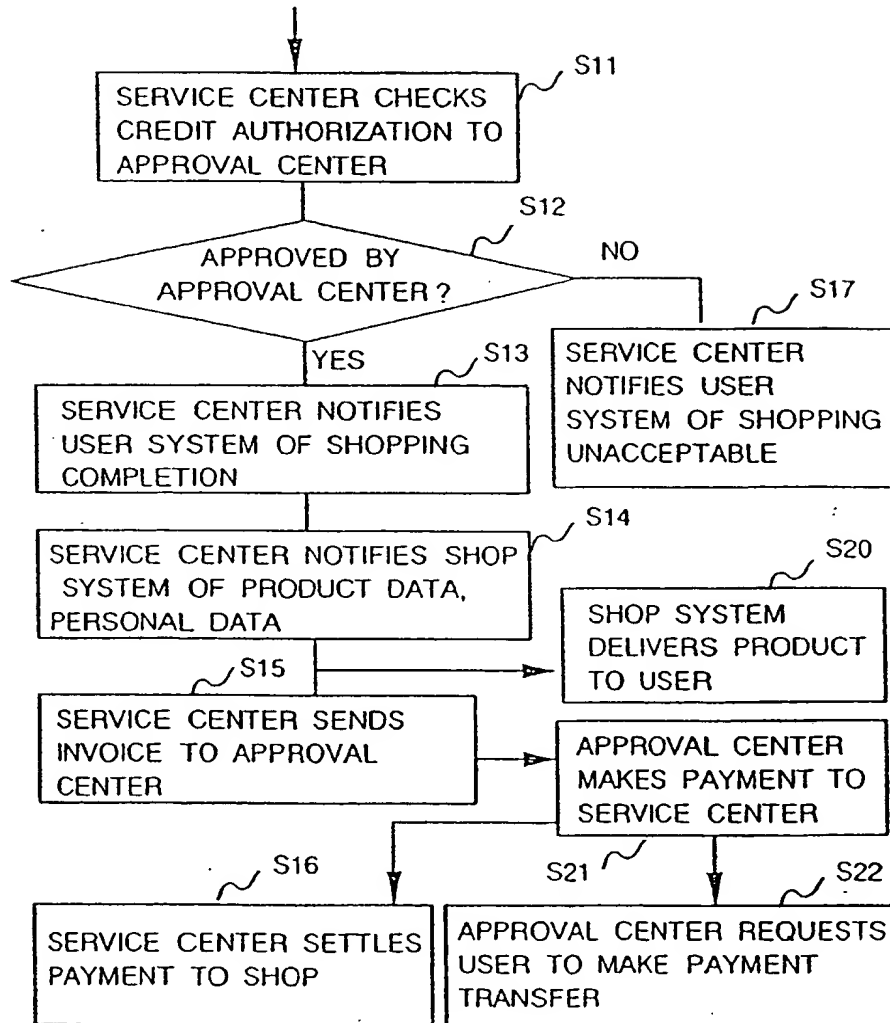 S11
SERVICE CENTER CHECKS
CREDIT AUTHORIZATION TO
APPROVAL CENTER
S12
APPROVED BY
APPROVAL CENTER ?
NO
YES
S17
SERVICE CENTER
NOTIFIES USER
SYSTEM OF SHOPPING
UNACCEPTABLE
S13
SERVICE CENTER NOTIFIES
USER SYSTEM OF SHOPPING
COMPLETION
S14
SERVICE CENTER NOTIFIES SHOP
SYSTEM OF PRODUCT DATA,
PERSONAL DATA
S20
SHOP SYSTEM
DELIVERS PRODUCT
TO USER
S15
SERVICE CENTER SENDS
INVOICE TO APPROVAL
CENTER
APPROVAL CENTER
MAKES PAYMENT TO
SERVICE CENTER
S21
S16
SERVICE CENTER SETTLES
PAYMENT TO SHOP
S22
APPROVAL CENTER REQUESTS
USER TO MAKE PAYMENT
TRANSFER